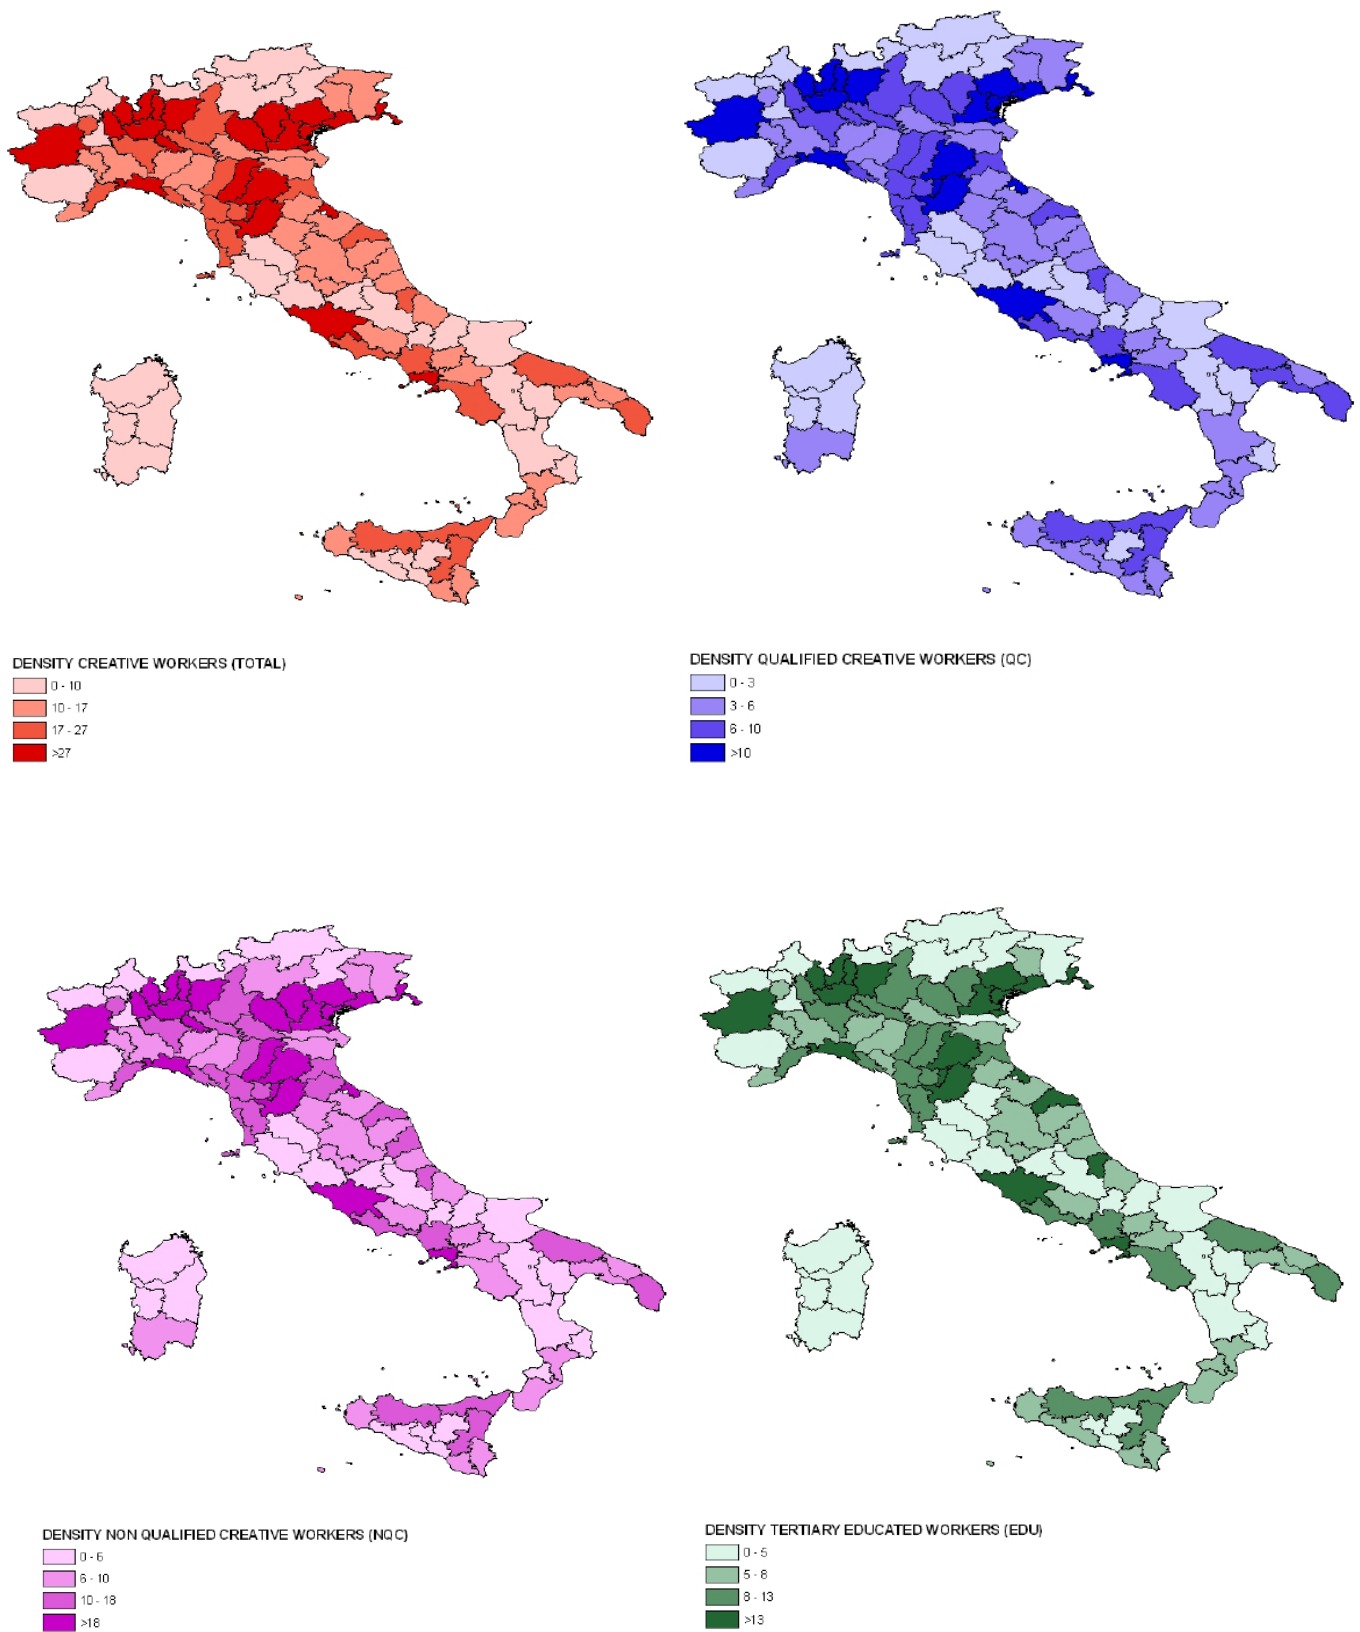 DENSITY CREATIVE WORKERS (TOTAL)
0 - 10
10 - 17
17 - 27
>27
DENSITY QUALIFIED CREATIVE WORKERS (QC)
0 - 3
3 - 6
6 - 10
>10
DENSITY NON QUALIFIED CREATIVE WORKERS (NQC)
0 - 6
6 - 10
10 - 18
>18
DENSITY TERTIARY EDUCATED WORKERS (EDU)
0 - 5
5 - 8
8 - 13
>13